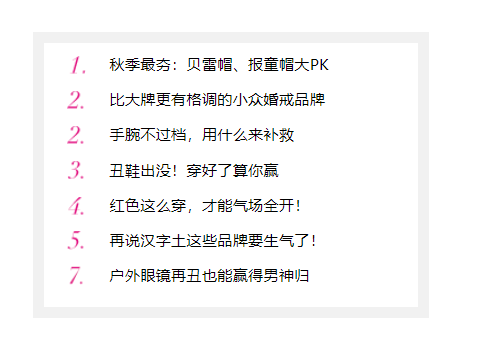 1. 秋季最夯：贝雷帽、报童帽大PK
2. 比大牌更有格调的小众婚戒品牌
2. 手腕不过档，用什么来补救
3. 丑鞋出没！穿好了算你赢
4. 红色这么穿，才能气场全开！
5. 再说汉字土这些品牌要生气了！
7. 户外眼镜再丑也能赢得男神归